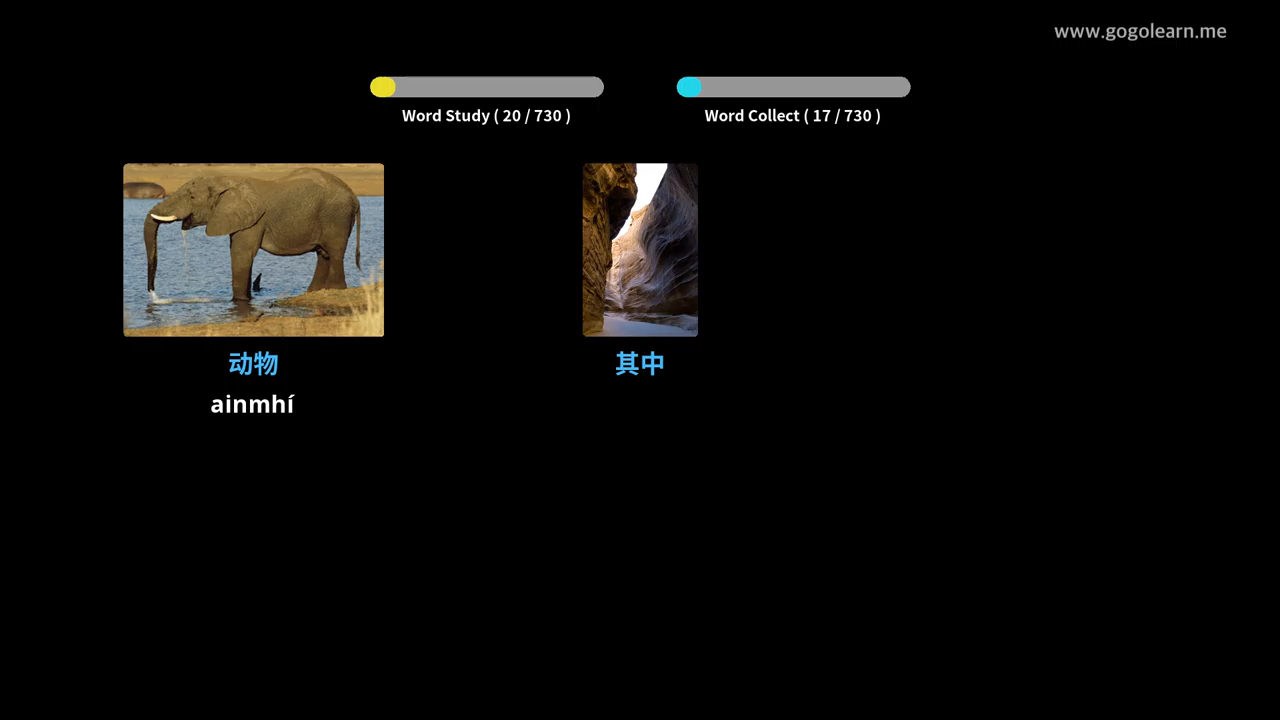 www.gogolearn.me
Word Study ( 20 / 730 )
Word Collect ( 17 / 730 )
动物
ainmhí
其中